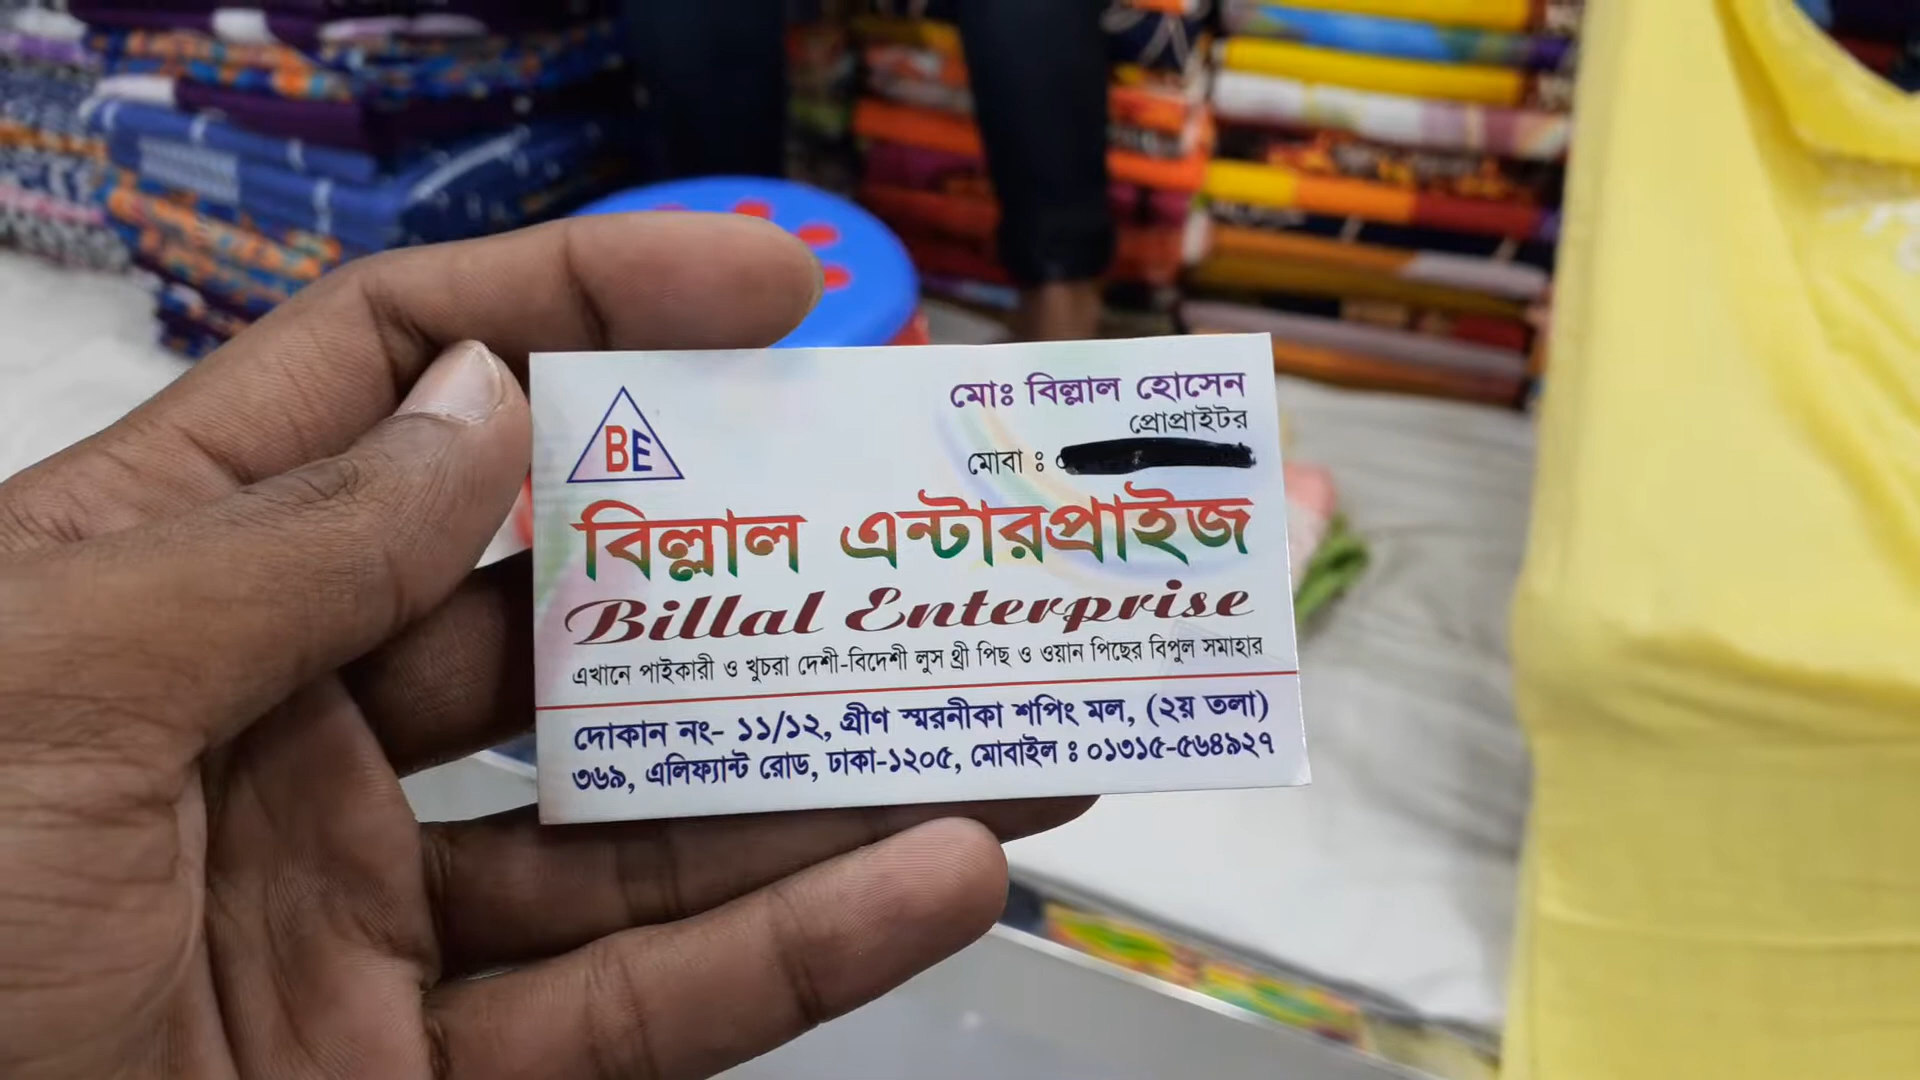 BE
মোঃ বিল্লাল হোসেন
প্রোপ্রাইটর
মোবা :
বিল্লাল এন্টারপ্রাইজ
Billal Enterprise
এখানে পাইকারী ও খুচরা দেশী-বিদেশী লুস থ্রী পিছ ও ওয়ান পিছের বিপুল সমাহার
দোকান নং- ১১/১২, গ্রীণ স্মরনীকা শপিং মল, (২য় তলা)
৩৬৯, এলিফ্যান্ট রোড, ঢাকা-১২০৫, মোবাইল : ০১৩১৫-৫৬৪৯২৭